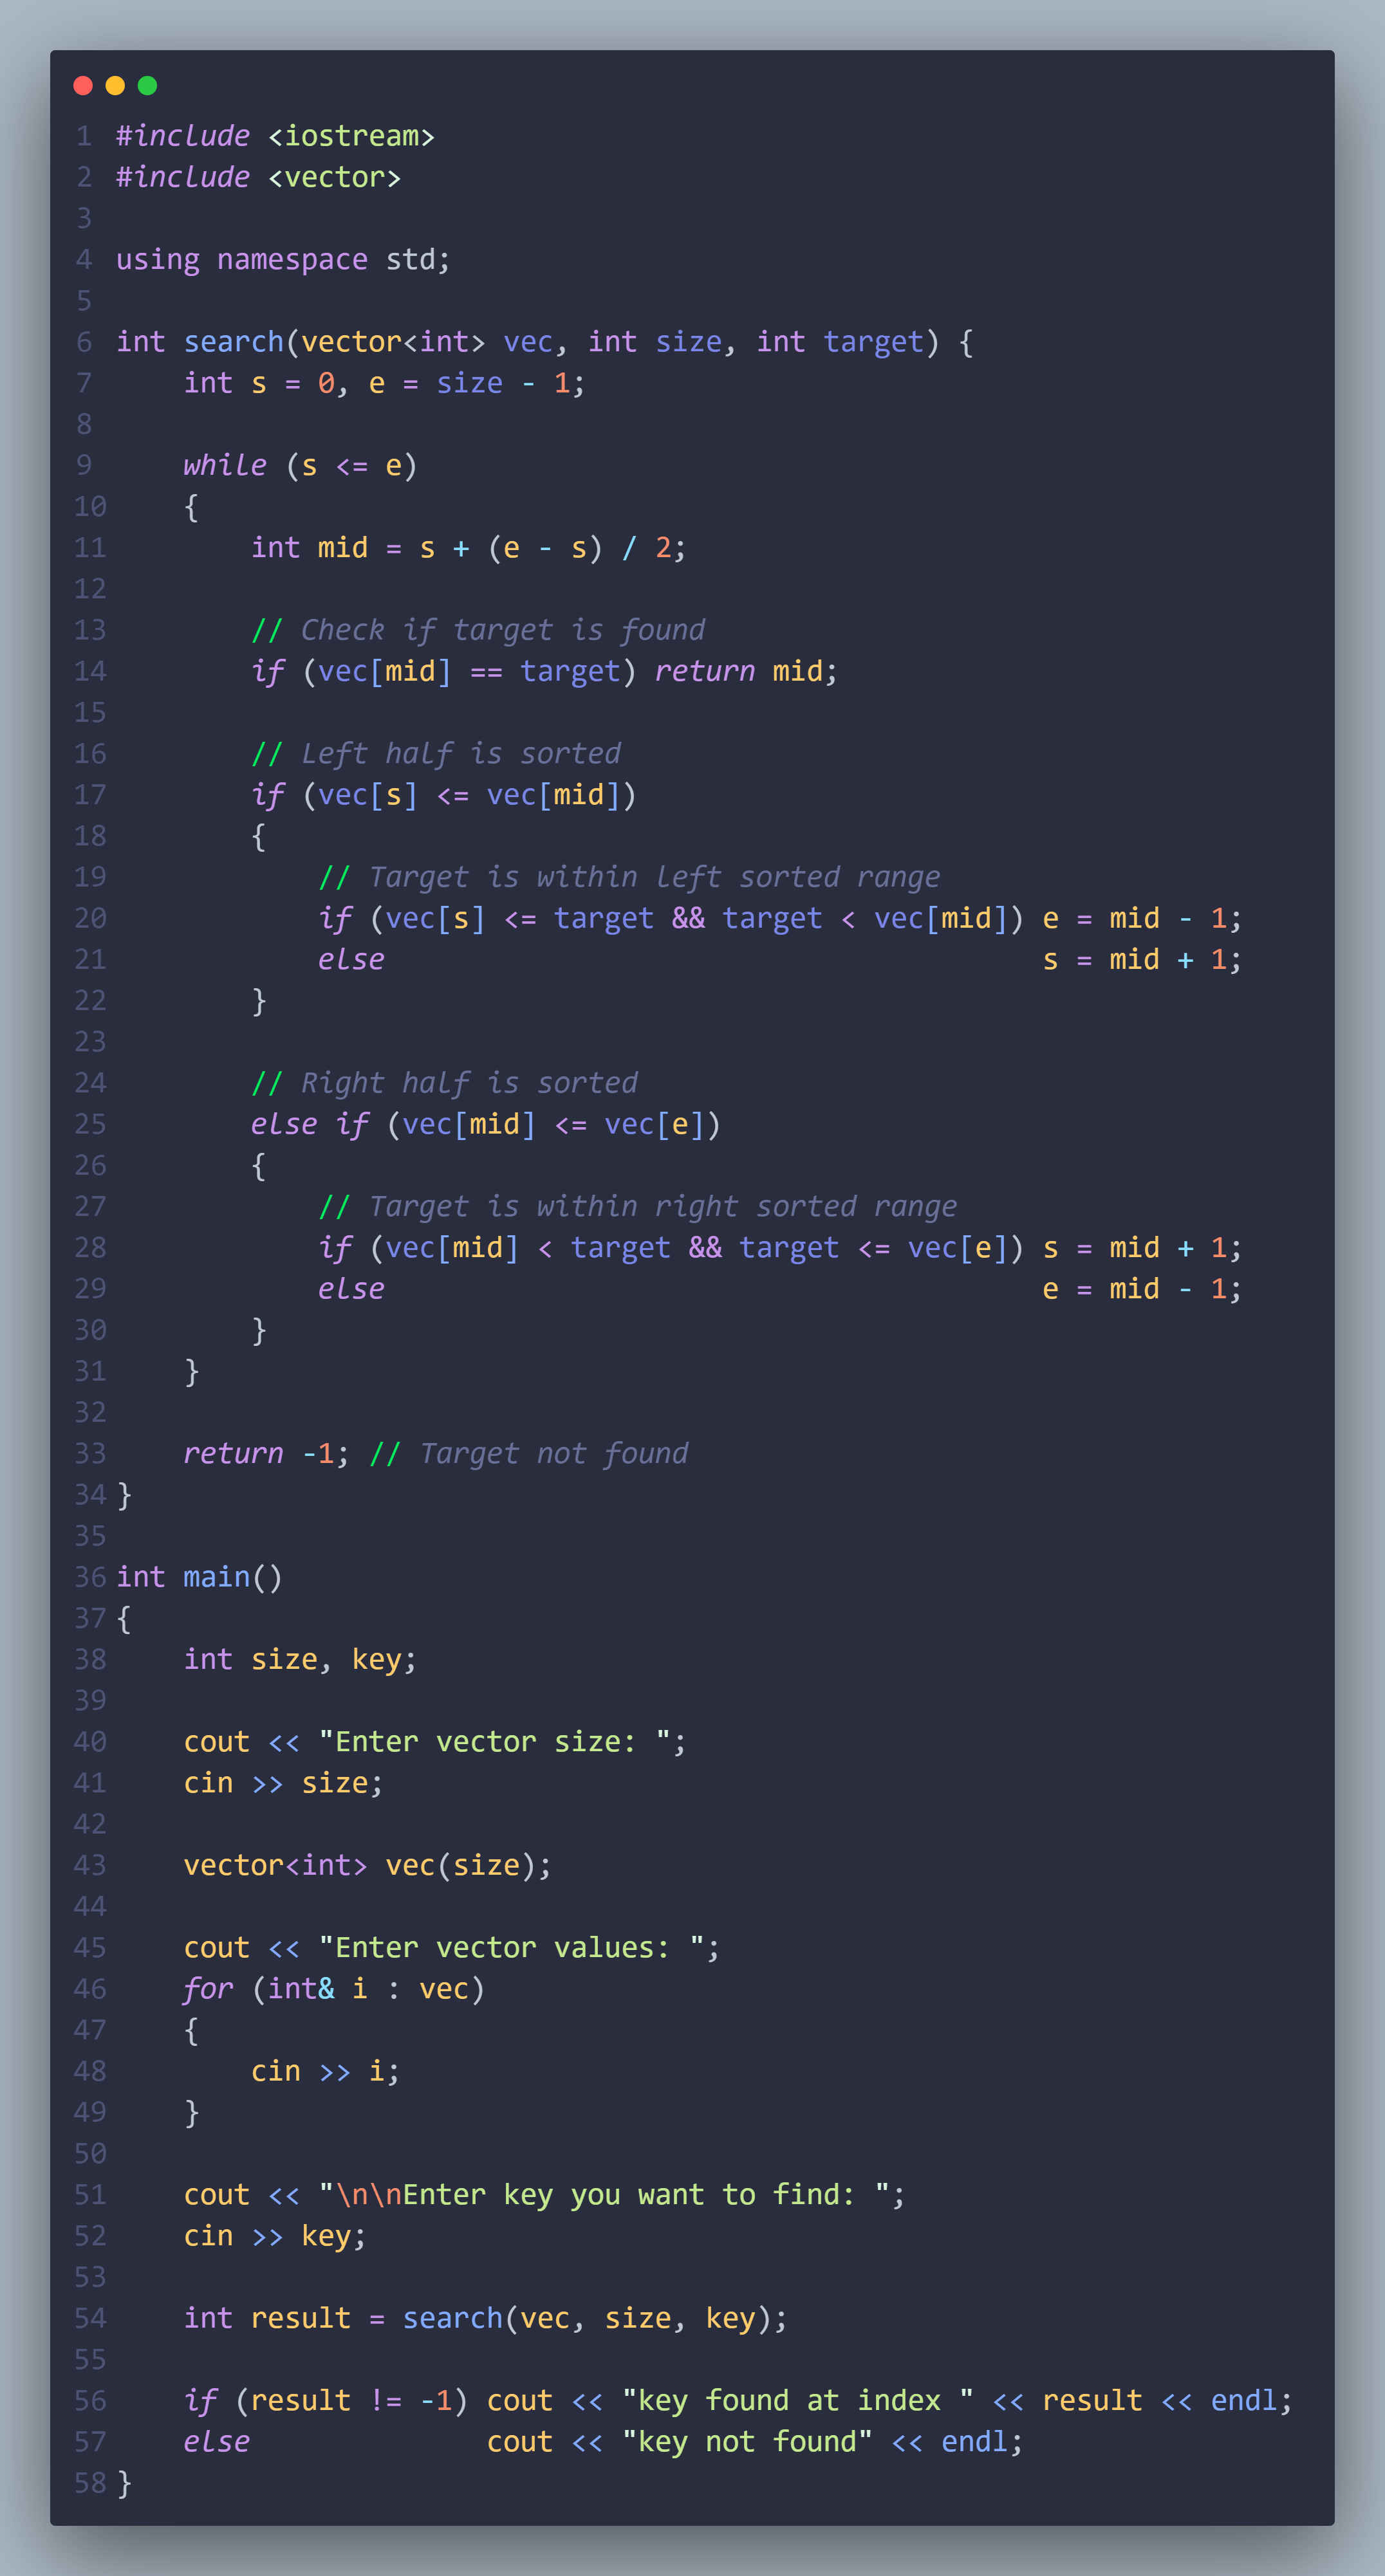 1 #include <iostream>
2 #include <vector>
3
4 using namespace std;
5
6 int search(vector<int> vec, int size, int target) {
7     int s = 0, e = size - 1;
8
9     while (s <= e)
10     {
11         int mid = s + (e - s) / 2;
12
13         // Check if target is found
14         if (vec[mid] == target) return mid;
15
16         // Left half is sorted
17         if (vec[s] <= vec[mid])
18         {
19             // Target is within left sorted range
20             if (vec[s] <= target && target < vec[mid]) e = mid - 1;
21             else                                       s = mid + 1;
22         }
23
24         // Right half is sorted
25         else if (vec[mid] <= vec[e])
26         {
27             // Target is within right sorted range
28             if (vec[mid] < target && target <= vec[e]) s = mid + 1;
29             else                                       e = mid - 1;
30         }
31     }
32
33     return -1; // Target not found
34 }
35
36 int main()
37 {
38     int size, key;
39
40     cout << "Enter vector size: ";
41     cin >> size;
42
43     vector<int> vec(size);
44
45     cout << "Enter vector values: ";
46     for (int& i : vec)
47     {
48         cin >> i;
49     }
50
51     cout << "\n\nEnter key you want to find: ";
52     cin >> key;
53
54     int result = search(vec, size, key);
55
56     if (result != -1) cout << "key found at index " << result << endl;
57     else              cout << "key not found" << endl;
58 }